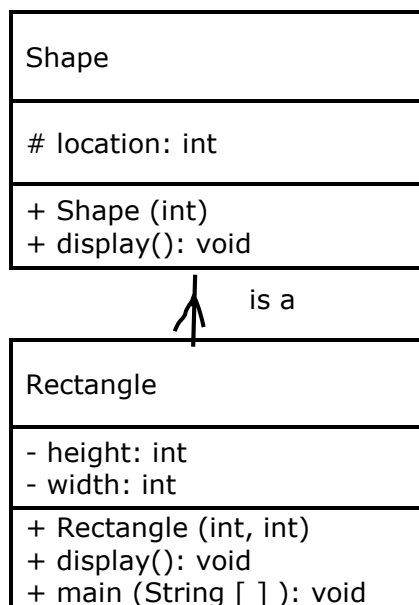 Shape
# location: int
+ Shape (int)
+ display(): void
is a
Rectangle
- height: int
- width: int
+ Rectangle (int, int)
+ display(): void
+ main (String [ ] ): void